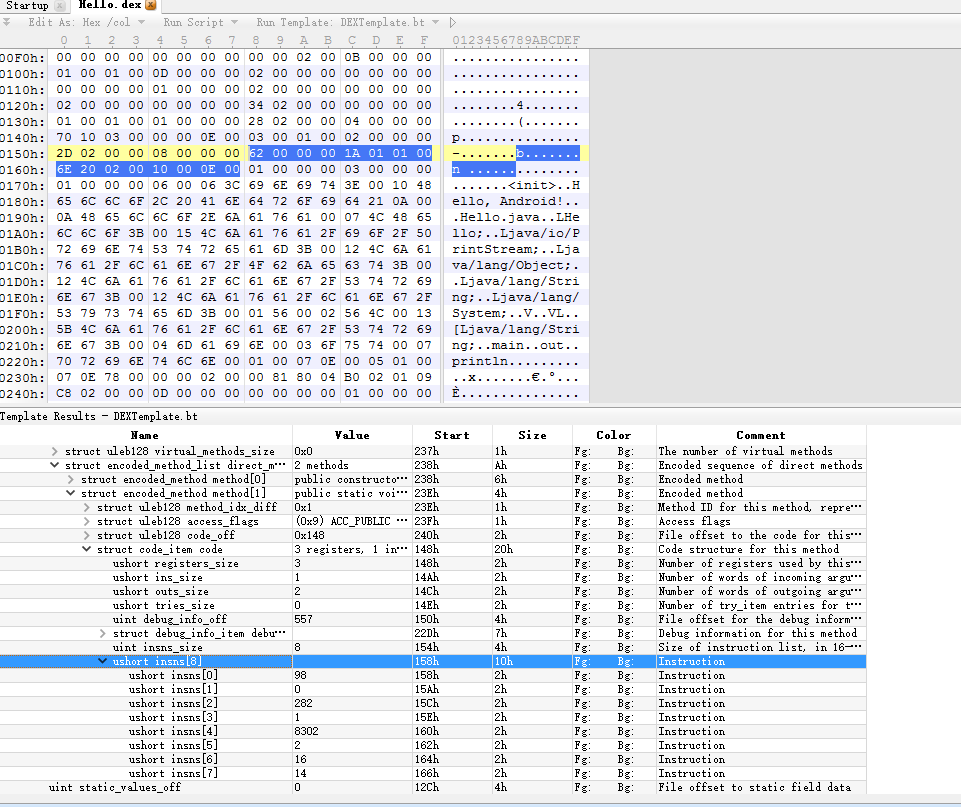 Startup Hello.dex
Edit As: Hex /col Run Script Run Template: DEXTemplate.bt
0 1 2 3 4 5 6 7 8 9 A B C D E F 0123456789ABCDEF
00F0h: 00 00 00 00 00 00 00 00 00 00 02 00 0B 00 00 00 ................
0100h: 01 00 01 00 0D 00 00 00 02 00 00 00 00 00 00 00 ................
0110h: 00 00 00 00 01 00 00 00 02 00 00 00 00 00 00 00 ................
0120h: 02 00 00 00 00 00 00 00 34 02 00 00 00 00 00 00 ........4.......
0130h: 01 00 01 00 01 00 00 00 28 02 00 00 04 00 00 00 ........(.......
0140h: 70 10 03 00 00 00 0E 00 03 00 01 00 02 00 00 00 p...............
0150h: 2D 02 00 00 08 00 00 00 62 00 00 00 1A 01 01 00 -.......b.......
0160h: 6E 20 02 00 10 00 0E 00 01 00 00 00 03 00 00 00 n ..............
0170h: 01 00 00 00 06 00 06 3C 69 6E 69 74 3E 00 10 48 .......<init>..H
0180h: 65 6C 6C 6F 2C 20 41 6E 64 72 6F 69 64 21 0A 00 ello, Android!..
0190h: 0A 48 65 6C 6C 6F 2E 6A 61 76 61 00 07 4C 48 65 .Hello.java..LHe
01A0h: 6C 6C 6F 3B 00 15 4C 6A 61 76 61 2F 69 6F 2F 50 llo;..Ljava/io/P
01B0h: 72 69 6E 74 53 74 72 65 61 6D 3B 00 12 4C 6A 61 rintStream;..Lja
01C0h: 76 61 2F 6C 61 6E 67 2F 4F 62 6A 65 63 74 3B 00 va/lang/Object;.
01D0h: 12 4C 6A 61 76 61 2F 6C 61 6E 67 2F 53 74 72 69 .Ljava/lang/Stri
01E0h: 6E 67 3B 00 12 4C 6A 61 76 61 2F 6C 61 6E 67 2F ng;..Ljava/lang/
01F0h: 53 79 73 74 65 6D 3B 00 01 56 00 02 56 4C 00 13 System;..V..VL..
0200h: 5B 4C 6A 61 76 61 2F 6C 61 6E 67 2F 53 74 72 69 [Ljava/lang/Stri
0210h: 6E 67 3B 00 04 6D 61 69 6E 00 03 6F 75 74 00 07 ng;..main..out..
0220h: 70 72 69 6E 74 6C 6E 00 01 00 07 0E 00 05 01 00 println.........
0230h: 07 0E 78 00 00 00 02 00 00 81 80 04 B0 02 01 09 ..x.......€.°...
0240h: C8 02 00 00 0D 00 00 00 00 00 00 00 01 00 00 00 È...............
Template Results - DEXTemplate.bt
Name Value Start Size Color Comment
struct uleb128 virtual_methods_size 0x0 237h 1h Fg: Bg: The number of virtual methods
struct encoded_method_list direct_m··· 2 methods 238h Ah Fg: Bg: Encoded sequence of direct methods
struct encoded_method method[0] public constructo··· 238h 6h Fg: Bg: Encoded method
struct encoded_method method[1] public static voi··· 23Eh 4h Fg: Bg: Encoded method
struct uleb128 method_idx_diff 0x1 23Eh 1h Fg: Bg: Method ID for this method, repre···
struct uleb128 access_flags (0x9) ACC_PUBLIC ··· 23Fh 1h Fg: Bg: Access flags
struct uleb128 code_off 0x148 240h 2h Fg: Bg: File offset to the code for this···
struct code_item code 3 registers, 1 in··· 148h 20h Fg: Bg: Code structure for this method
ushort registers_size 3 148h 2h Fg: Bg: Number of registers used by this···
ushort ins_size 1 14Ah 2h Fg: Bg: Number of words of incoming argu···
ushort outs_size 2 14Ch 2h Fg: Bg: Number of words of outgoing argu···
ushort tries_size 0 14Eh 2h Fg: Bg: Number of try_item entries for t···
uint debug_info_off 557 150h 4h Fg: Bg: File offset for the debug inform···
struct debug_info_item debu··· 22Dh 7h Fg: Bg: Debug information for this method
uint insns_size 8 154h 4h Fg: Bg: Size of instruction list, in 16-···
ushort insns[8] 158h 10h Fg: Bg: Instruction
ushort insns[0] 98 158h 2h Fg: Bg: Instruction
ushort insns[1] 0 15Ah 2h Fg: Bg: Instruction
ushort insns[2] 282 15Ch 2h Fg: Bg: Instruction
ushort insns[3] 1 15Eh 2h Fg: Bg: Instruction
ushort insns[4] 8302 160h 2h Fg: Bg: Instruction
ushort insns[5] 2 162h 2h Fg: Bg: Instruction
ushort insns[6] 16 164h 2h Fg: Bg: Instruction
ushort insns[7] 14 166h 2h Fg: Bg: Instruction
uint static_values_off 0 12Ch 4h Fg: Bg: File offset to static field data